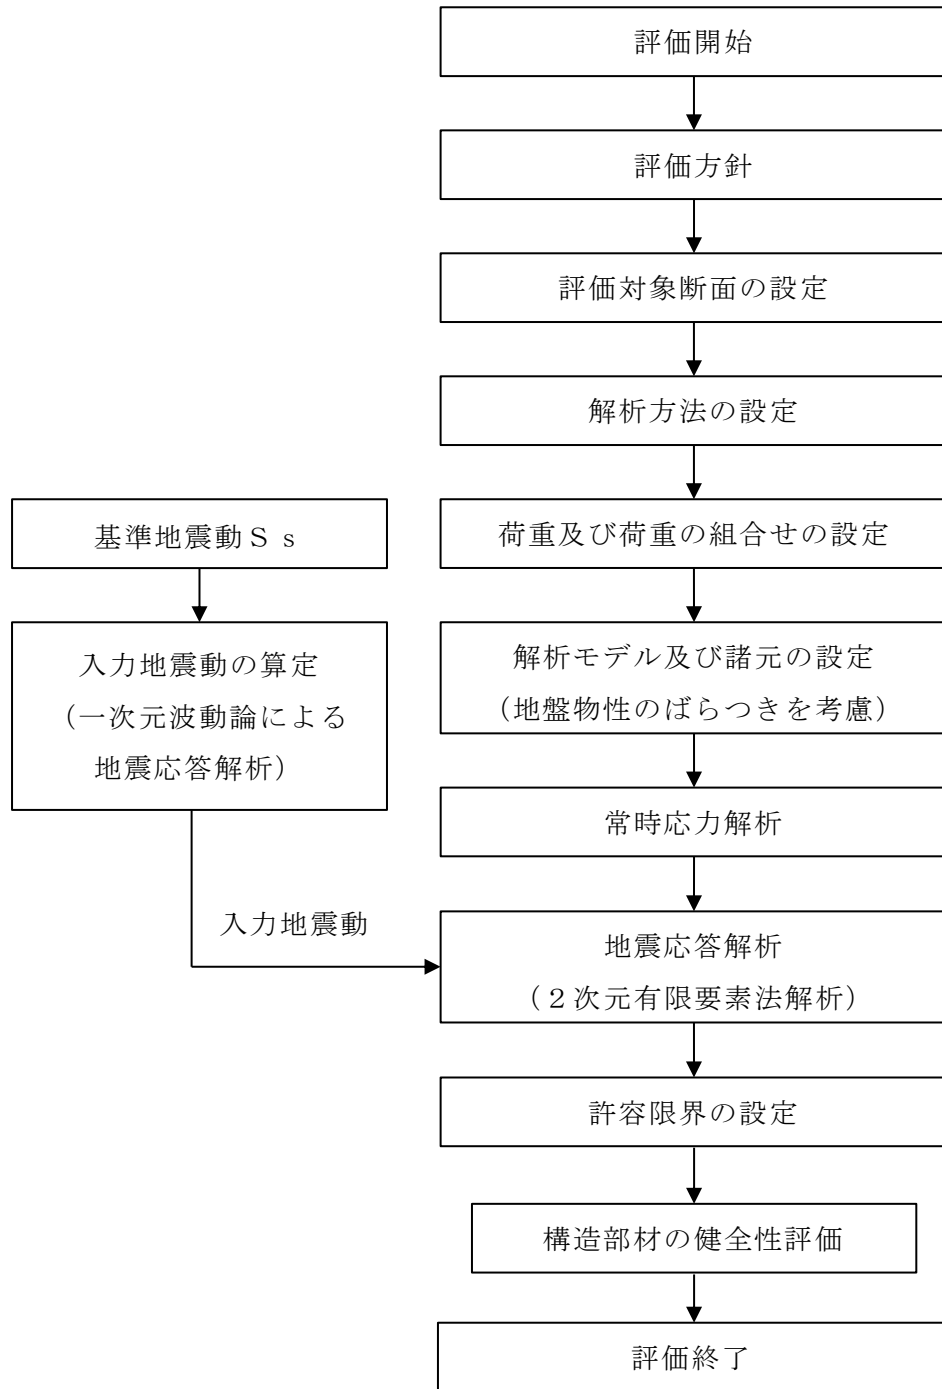 評価開始
評価方針
評価対象断面の設定
解析方法の設定
基準地震動Ｓｓ
荷重及び荷重の組合せの設定
入力地震動の算定
（一次元波動論による
地震応答解析）
解析モデル及び諸元の設定
（地盤物性のばらつきを考慮）
常時応力解析
入力地震動
地震応答解析
（２次元有限要素法解析）
許容限界の設定
構造部材の健全性評価
評価終了